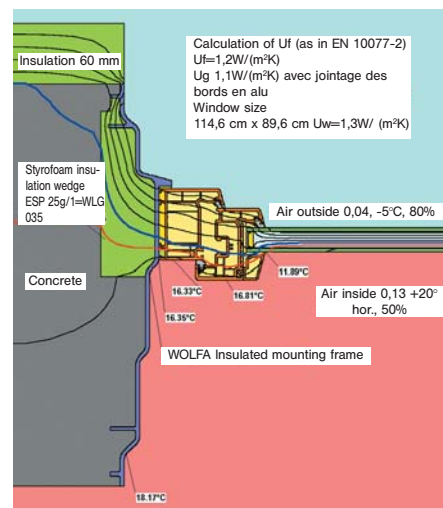 Insulation 60 mm
Calculation of Uf (as in EN 10077-2)
Uf=1,2W/(m²K)
Ug 1,1W/(m²K) avec jointage des
bords en alu
Window size
114,6 cm x 89,6 cm Uw=1,3W/ (m²K)
Styrofoam insu-
lation wedge
ESP 25g/1=WLG
035
Air outside 0,04, -5°C, 80%
Concrete
11.89°C
16.33°C
16.81°C
Air inside 0,13 +20°
hor., 50%
16.35°C
WOLFA Insulated mounting frame
18.17°C